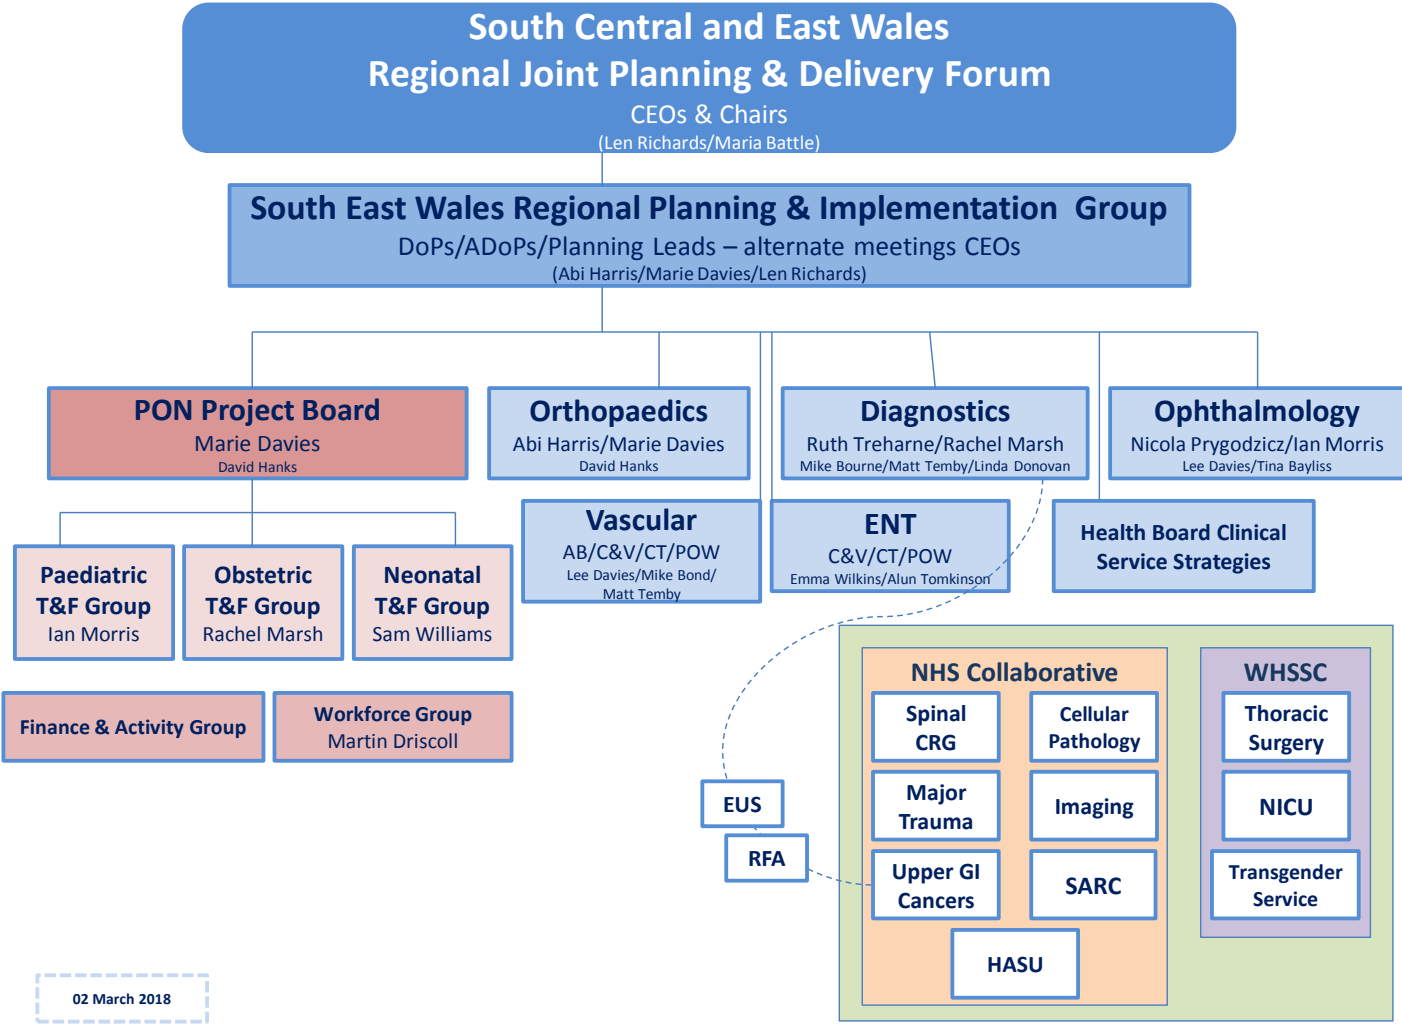 South Central and East Wales
Regional Joint Planning & Delivery Forum
CEOs & Chairs
(Len Richards/Maria Battle)
South East Wales Regional Planning & Implementation Group
DoPs/ADoPs/Planning Leads – alternate meetings CEOs
(Abi Harris/Marie Davies/Len Richards)
PON Project Board
Marie Davies
David Hanks
Orthopaedics
Abi Harris/Marie Davies
David Hanks
Diagnostics
Ruth Treharne/Rachel Marsh
Mike Bourne/Matt Temby/Linda Donovan
Ophthalmology
Nicola Prygodzicz/Ian Morris
Lee Davies/Tina Bayliss
Vascular
AB/C&V/CT/POW
Lee Davies/Mike Bond/
Matt Temby
ENT
C&V/CT/POW
Emma Wilkins/Alun Tomkinson
Health Board Clinical
Service Strategies
Paediatric
T&F Group
Ian Morris
Obstetric
T&F Group
Rachel Marsh
Neonatal
T&F Group
Sam Williams
Finance & Activity Group
Workforce Group
Martin Driscoll
NHS Collaborative
Spinal
CRG
Cellular
Pathology
Major
Trauma
Imaging
Upper GI
Cancers
SARC
HASU
WHSSC
Thoracic
Surgery
NICU
Transgender
Service
EUS
RFA
02 March 2018